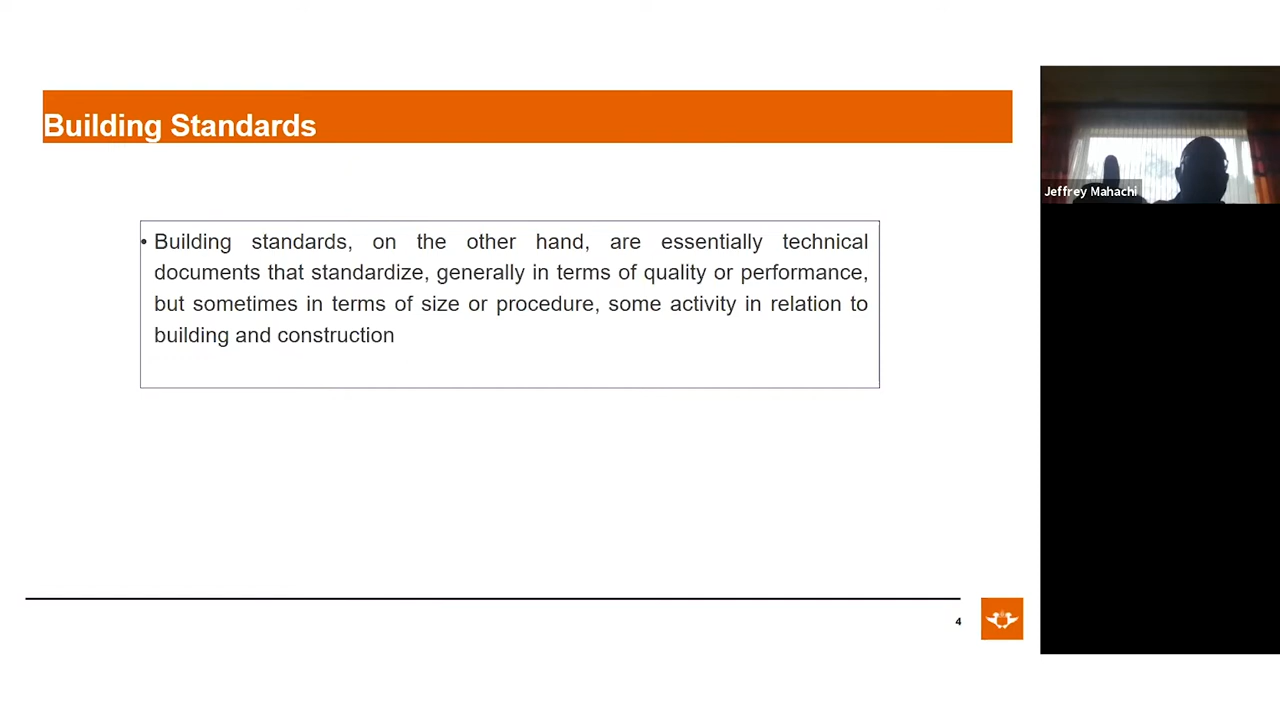 Building Standards
• Building standards, on the other hand, are essentially technical
documents that standardize, generally in terms of quality or performance,
but sometimes in terms of size or procedure, some activity in relation to
building and construction
4
Jeffrey Mahachi